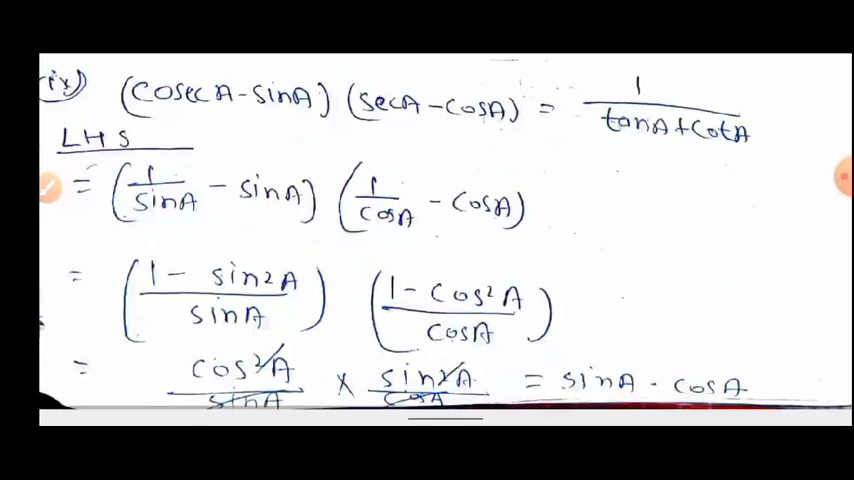 (ix) (cosecA - sinA) (secA - cosA) = 1/(tanA + cotA)
LHS
= (1/sinA - sinA) (1/cosA - cosA)
= ((1 - sin²A)/sinA) ((1 - cos²A)/cosA)
= cos²A/sinA × sin²A/cosA = sinA · cosA